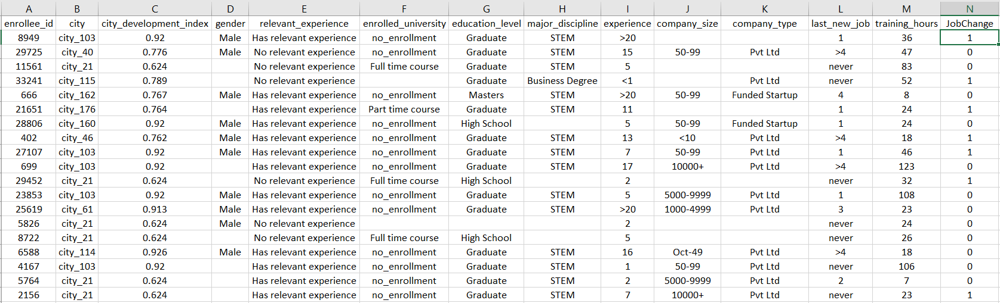 A B C D E F G H I J K L M N
enrollee_id city city_development_index gender relevant_experience enrolled_university education_level major_discipline experience company_size company_type last_new_job training_hours JobChange
8949 city_103 0.92 Male Has relevant experience no_enrollment Graduate STEM >20 1 36 1
29725 city_40 0.776 Male No relevant experience no_enrollment Graduate STEM 15 50-99 Pvt Ltd >4 47 0
11561 city_21 0.624 No relevant experience Full time course Graduate STEM 5 never 83 0
33241 city_115 0.789 No relevant experience Graduate Business Degree <1 Pvt Ltd never 52 1
666 city_162 0.767 Male Has relevant experience no_enrollment Masters STEM >20 50-99 Funded Startup 4 8 0
21651 city_176 0.764 Has relevant experience Part time course Graduate STEM 11 1 24 1
28806 city_160 0.92 Male Has relevant experience no_enrollment High School 5 50-99 Funded Startup 1 24 0
402 city_46 0.762 Male Has relevant experience no_enrollment Graduate STEM 13 <10 Pvt Ltd >4 18 1
27107 city_103 0.92 Male Has relevant experience no_enrollment Graduate STEM 7 50-99 Pvt Ltd 1 46 1
699 city_103 0.92 Has relevant experience no_enrollment Graduate STEM 17 10000+ Pvt Ltd >4 123 0
29452 city_21 0.624 No relevant experience Full time course High School 2 never 32 1
23853 city_103 0.92 Male Has relevant experience no_enrollment Graduate STEM 5 5000-9999 Pvt Ltd 1 108 0
25619 city_61 0.913 Male Has relevant experience no_enrollment Graduate STEM >20 1000-4999 Pvt Ltd 3 23 0
5826 city_21 0.624 Male No relevant experience 2 never 24 0
8722 city_21 0.624 No relevant experience Full time course High School 5 never 26 0
6588 city_114 0.926 Male Has relevant experience no_enrollment Graduate STEM 16 Oct-49 Pvt Ltd >4 18 0
4167 city_103 0.92 Has relevant experience no_enrollment Graduate STEM 1 50-99 Pvt Ltd never 106 0
5764 city_21 0.624 Has relevant experience no_enrollment Graduate STEM 2 5000-9999 Pvt Ltd 2 7 0
2156 city_21 0.624 Has relevant experience no_enrollment Graduate STEM 7 10000+ Pvt Ltd never 23 1